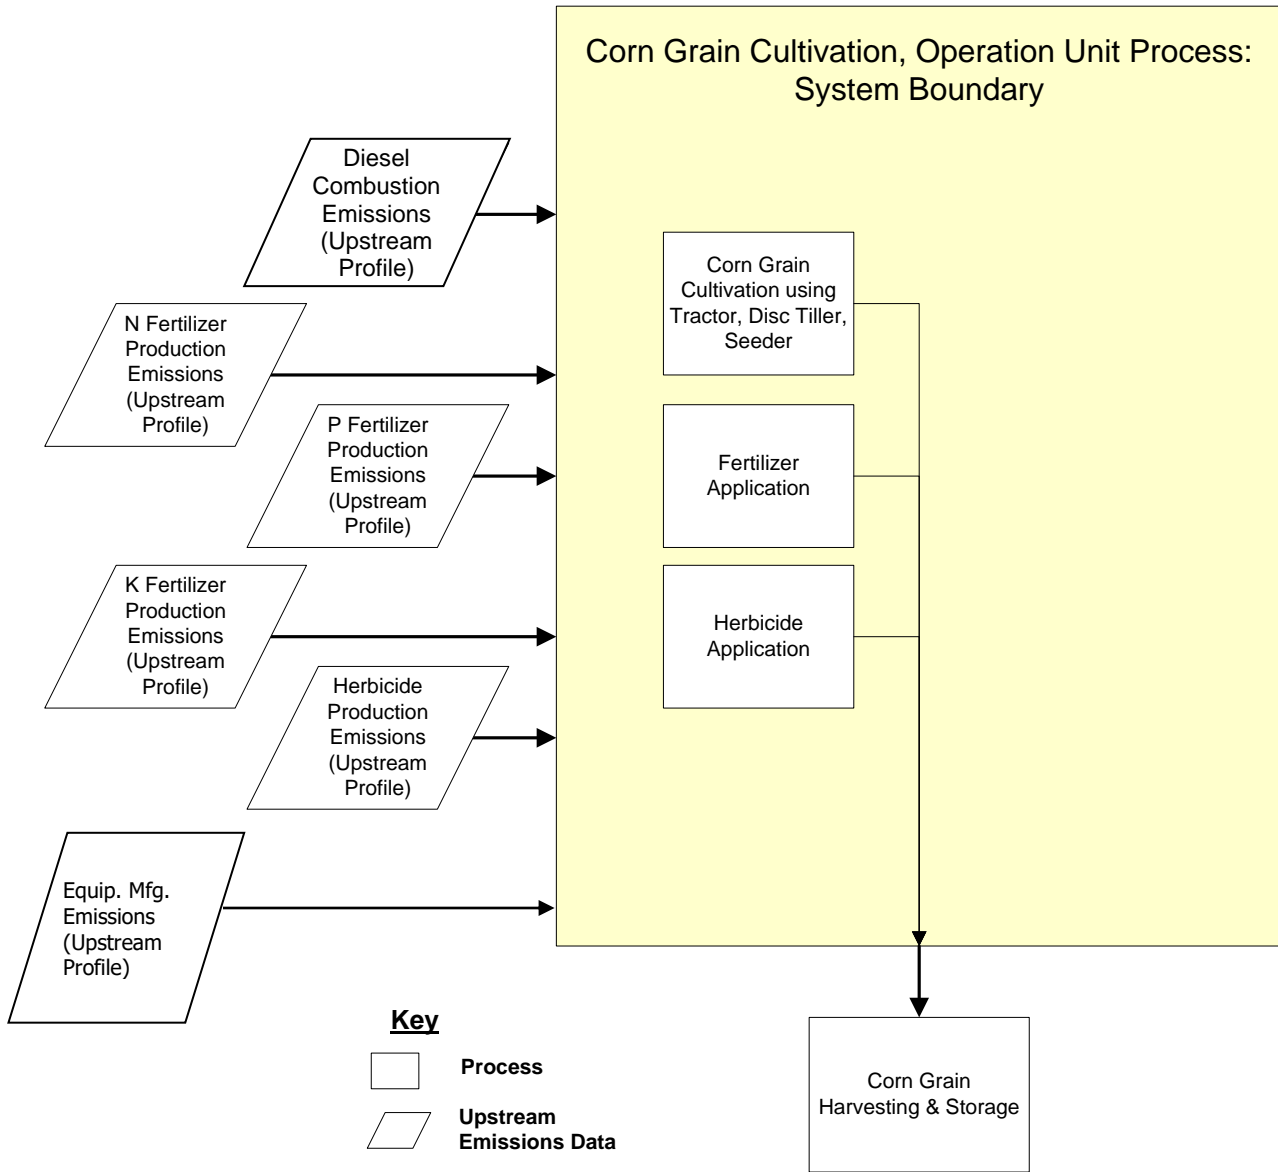 Corn Grain Cultivation, Operation Unit Process:
System Boundary
Diesel
Combustion
Emissions
(Upstream
Profile)
N Fertilizer
Production
Emissions
(Upstream
Profile)
P Fertilizer
Production
Emissions
(Upstream
Profile)
K Fertilizer
Production
Emissions
(Upstream
Profile)
Herbicide
Production
Emissions
(Upstream
Profile)
Equip. Mfg.
Emissions
(Upstream
Profile)
Corn Grain
Cultivation using
Tractor, Disc Tiller,
Seeder
Fertilizer
Application
Herbicide
Application
Corn Grain
Harvesting & Storage
Key
Process
Upstream
Emissions Data